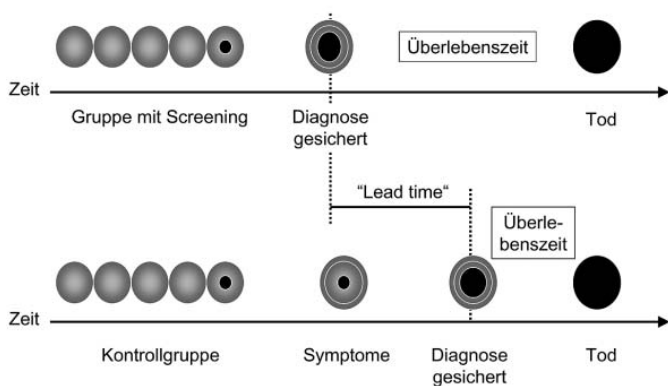 Überlebenszeit
Zeit
Gruppe mit Screening
Diagnose
gesichert
Tod
“Lead time“
Überle-
benszeit
Zeit
Kontrollgruppe
Symptome
Diagnose
gesichert
Tod